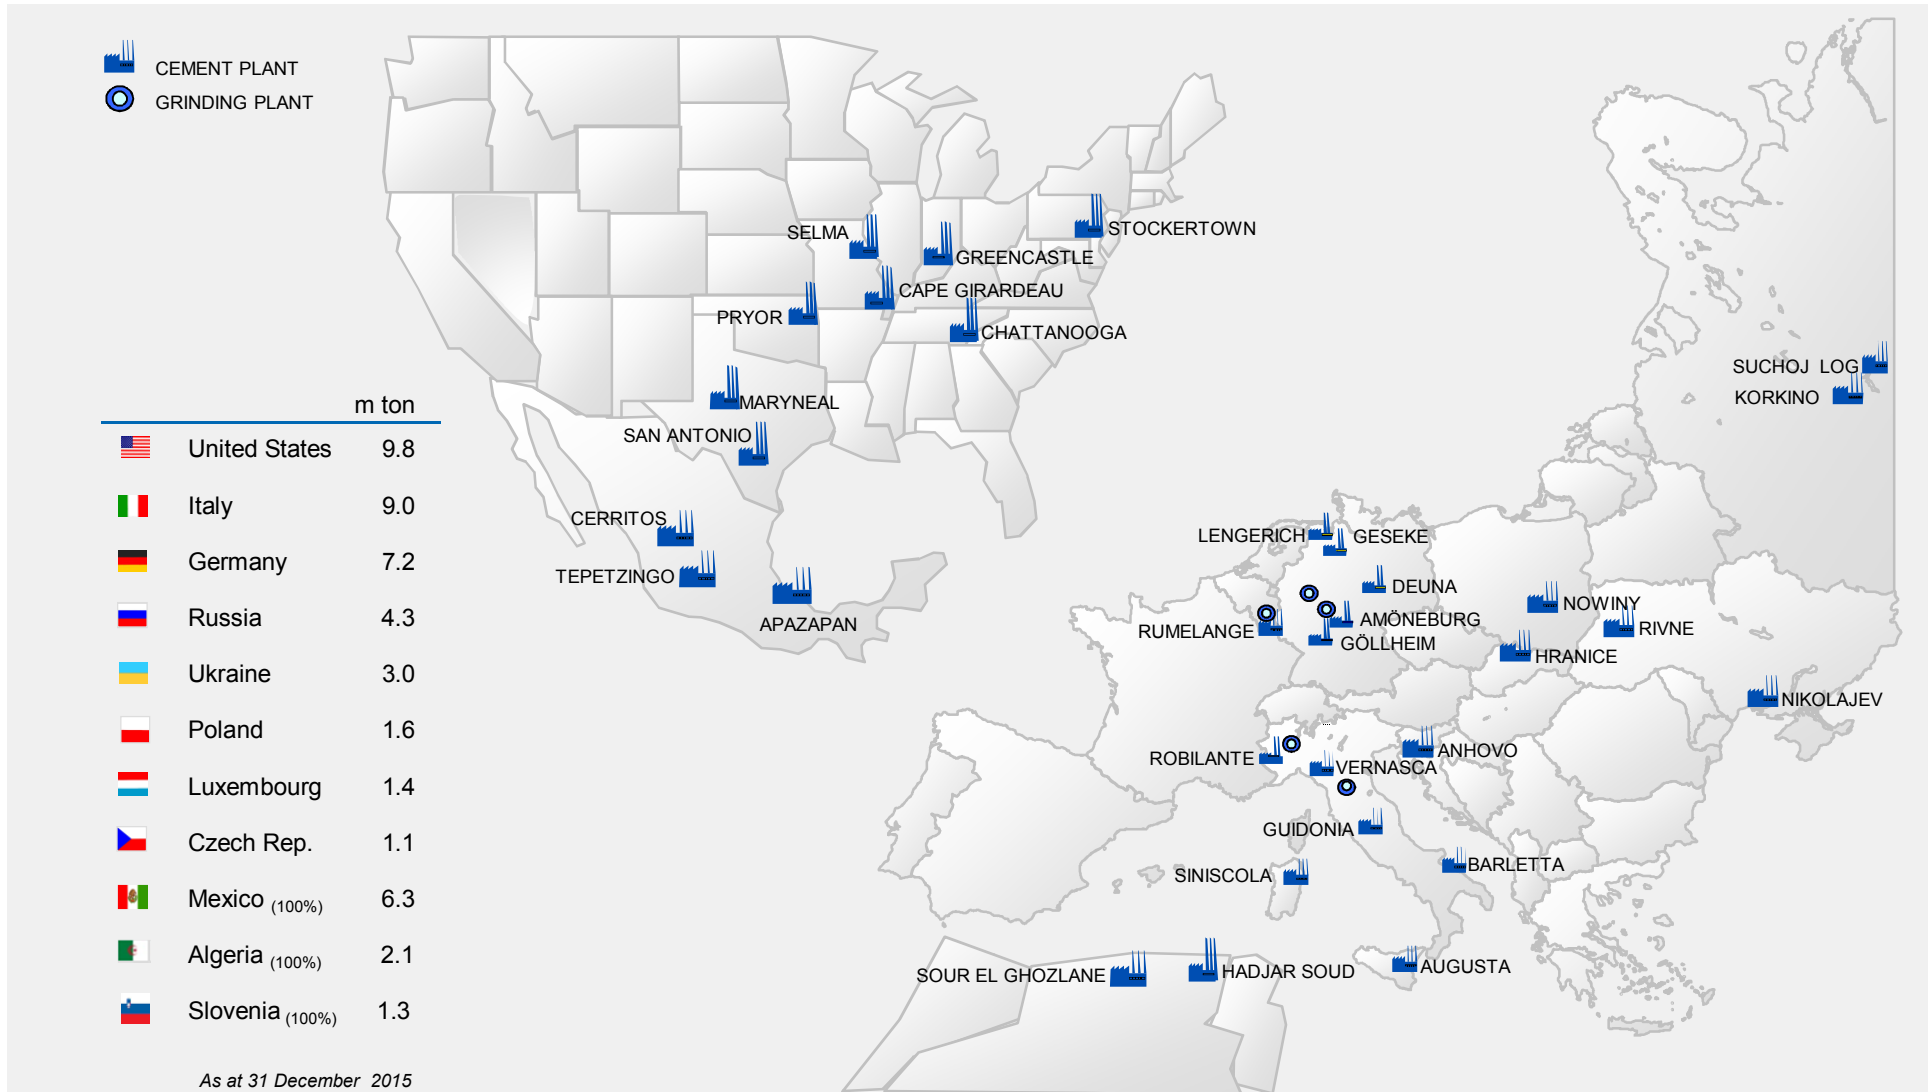 CEMENT PLANT
GRINDING PLANT
SELMA
STOCKERTOWN
GREENCASTLE
CAPE GIRARDEAU
PRYOR
CHATTANOOGA
MARYNEAL
SAN ANTONIO
CERRITOS
TEPETZINGO
APAZAPAN
SUCHOJ LOG
KORKINO
LENGERICH
GESEKE
DEUNA
NOWINY
AMÖNEBURG
RUMELANGE
RIVNE
GÖLLHEIM
HRANICE
NIKOLAJEV
ANHOVO
ROBILANTE
VERNASCA
GUIDONIA
BARLETTA
SINISCOLA
AUGUSTA
SOUR EL GHOZLANE
HADJAR SOUD
m ton
United States 9.8
Italy 9.0
Germany 7.2
Russia 4.3
Ukraine 3.0
Poland 1.6
Luxembourg 1.4
Czech Rep. 1.1
Mexico (100%) 6.3
Algeria (100%) 2.1
Slovenia (100%) 1.3
As at 31 December 2015